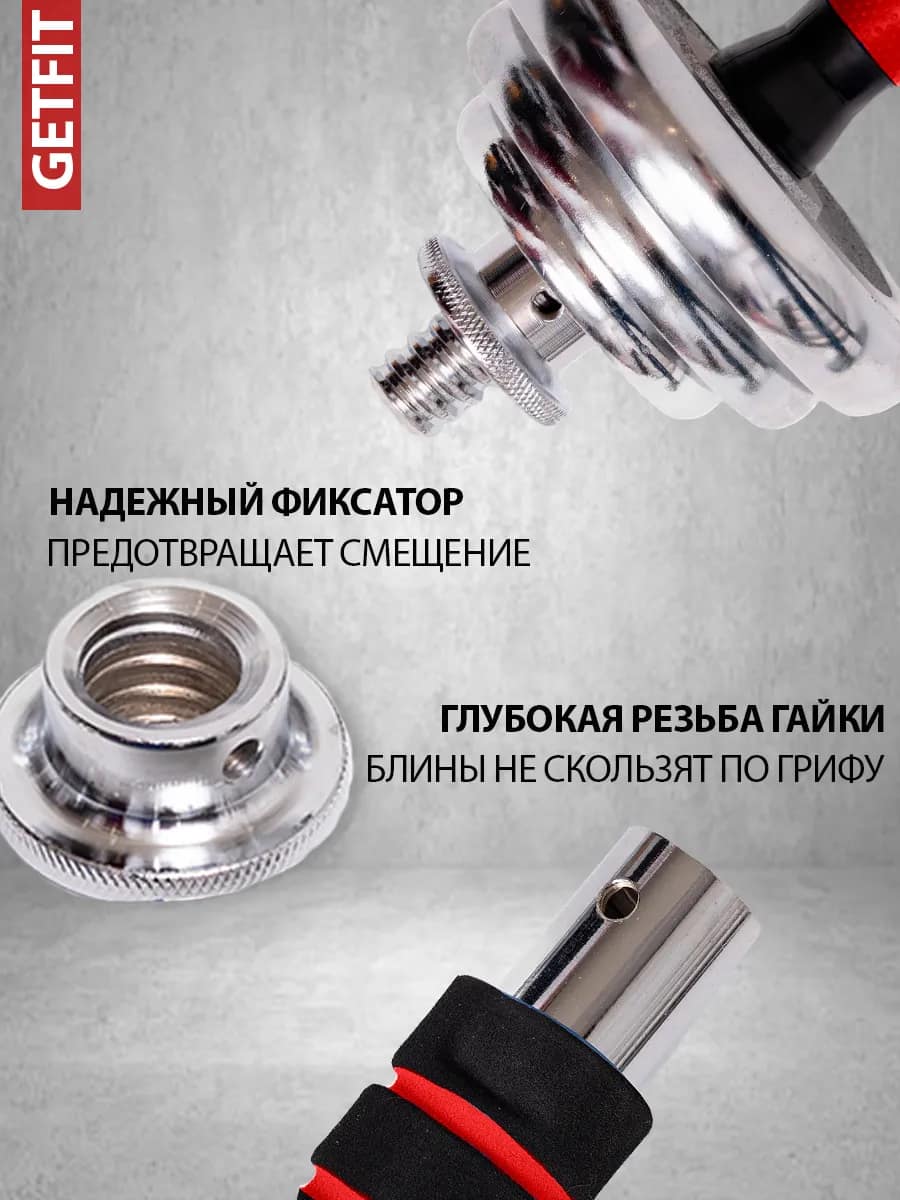 GETFIT
НАДЕЖНЫЙ ФИКСАТОР
ПРЕДОТВРАЩАЕТ СМЕЩЕНИЕ
ГЛУБОКАЯ РЕЗЬБА ГАЙКИ
БЛИНЫ НЕ СКОЛЬЗЯТ ПО ГРИФУ